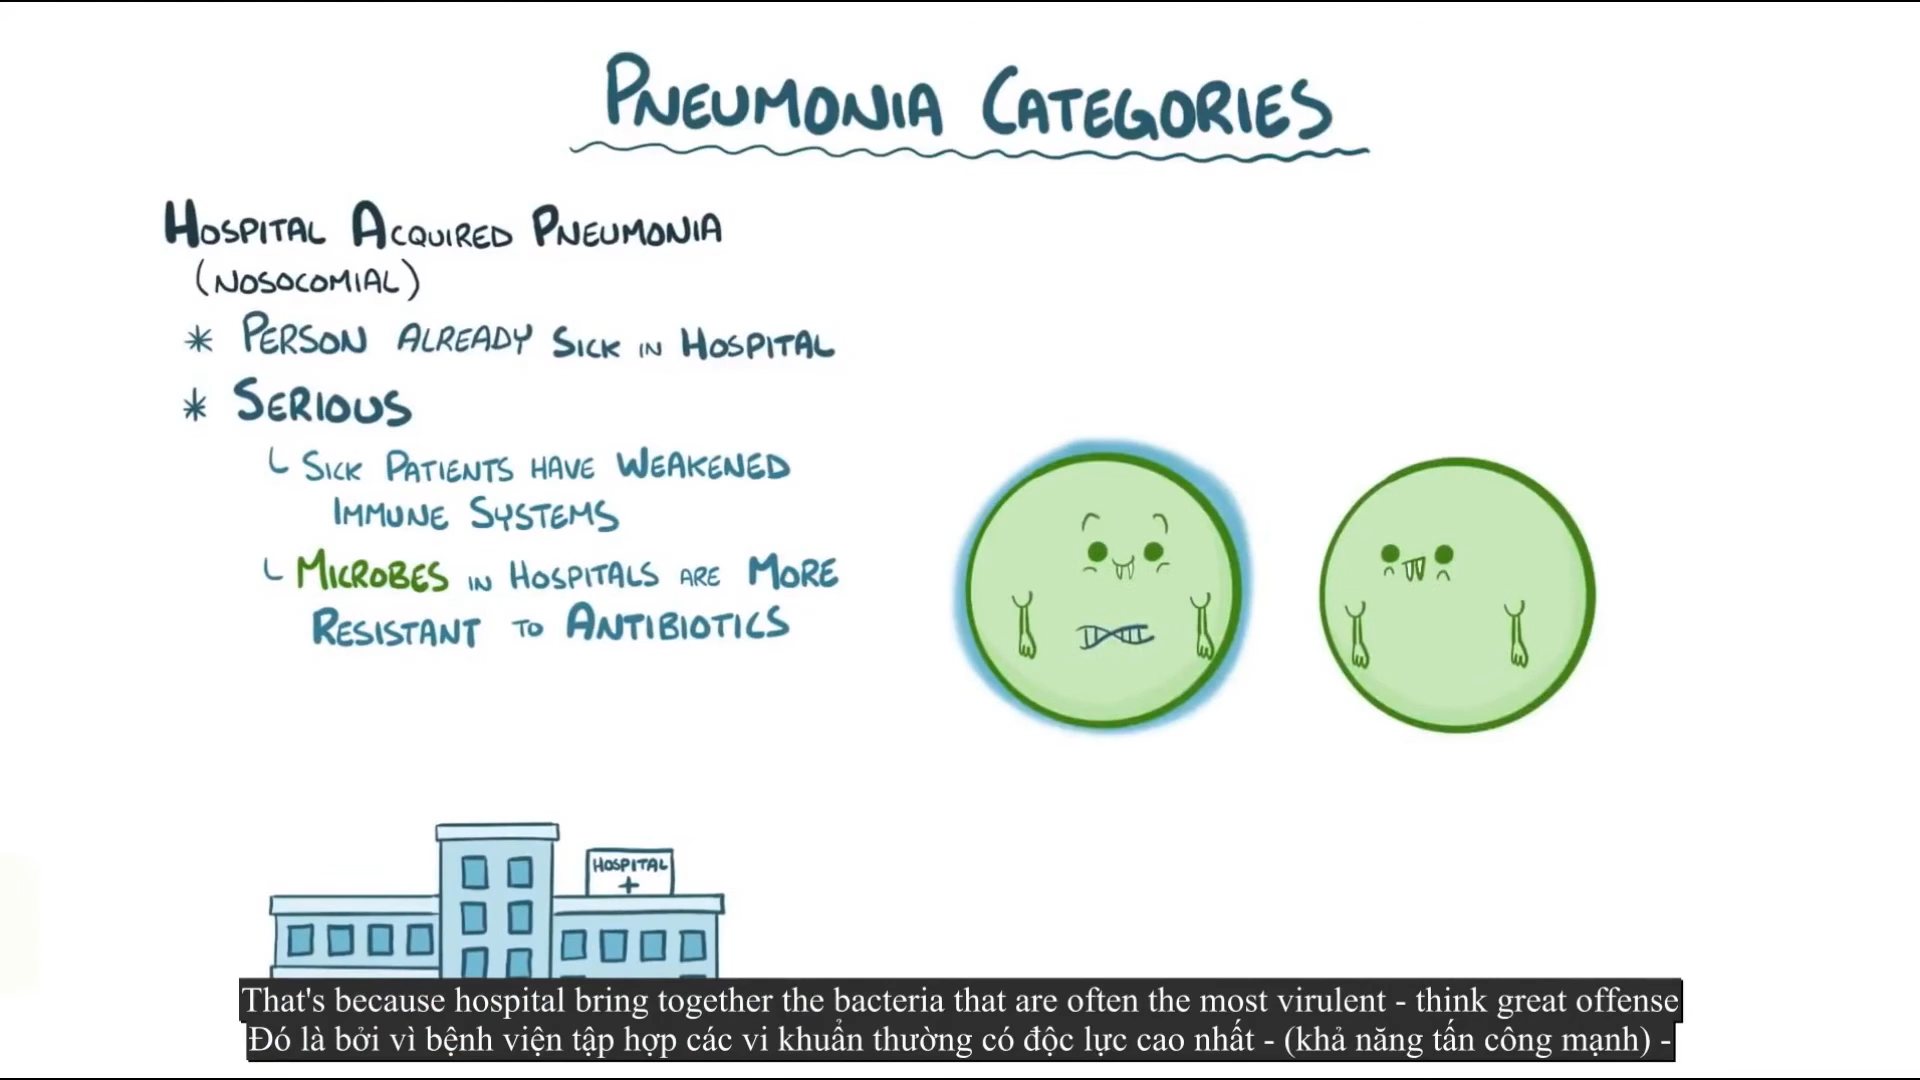 PNEUMONIA CATEGORIES
HOSPITAL ACQUIRED PNEUMONIA
(NOSOCOMIAL)
* PERSON ALREADY SICK IN HOSPITAL
* SERIOUS
└ SICK PATIENTS HAVE WEAKENED
IMMUNE SYSTEMS
└ MICROBES IN HOSPITALS ARE MORE
RESISTANT TO ANTIBIOTICS
HOSPITAL
+
That's because hospital bring together the bacteria that are often the most virulent - think great offense
Đó là bởi vì bệnh viện tập hợp các vi khuẩn thường có độc lực cao nhất - (khả năng tấn công mạnh) -